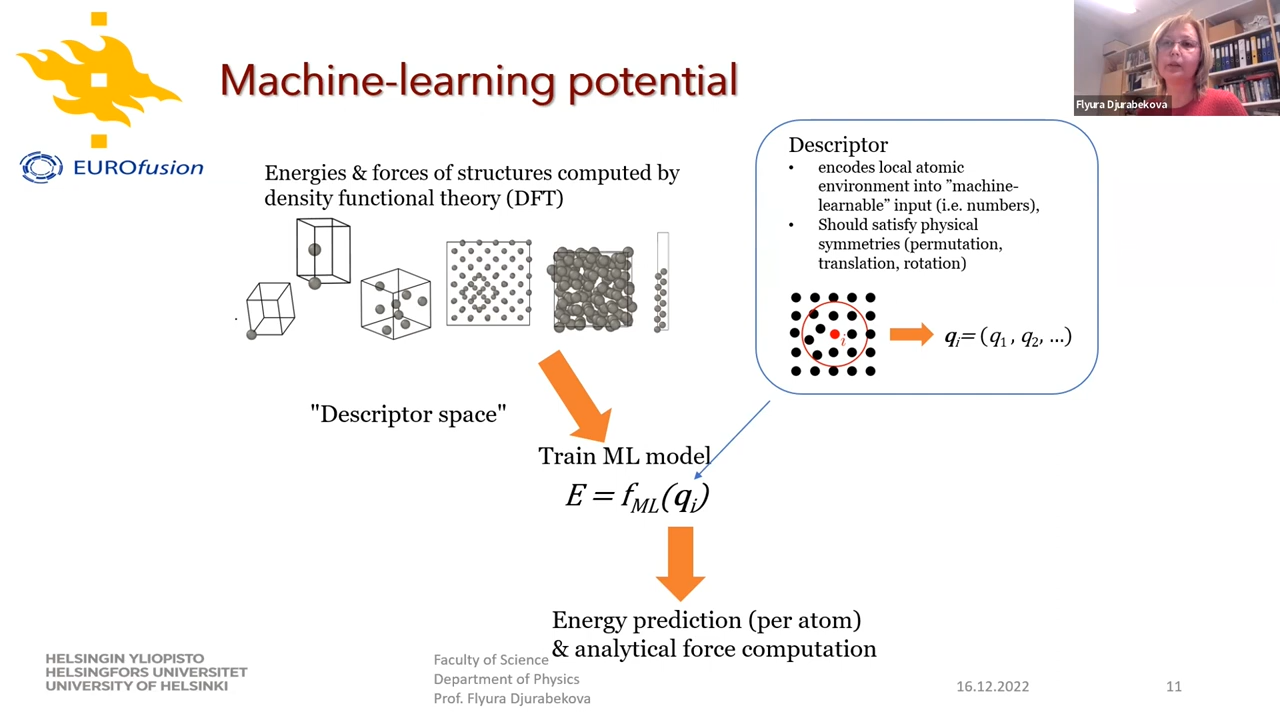 Machine-learning potential
Flyura Djurabekova
EUROfusion
Energies & forces of structures computed by
density functional theory (DFT)
Descriptor
• encodes local atomic
environment into ”machine-
learnable” input (i.e. numbers),
• Should satisfy physical
symmetries (permutation,
translation, rotation)
i
qi= (q1 , q2, ...)
"Descriptor space"
Train ML model
E = fML(qi)
Energy prediction (per atom)
& analytical force computation
HELSINGIN YLIOPISTO
HELSINGFORS UNIVERSITET
UNIVERSITY OF HELSINKI
Faculty of Science
Department of Physics
Prof. Flyura Djurabekova
16.12.2022
11